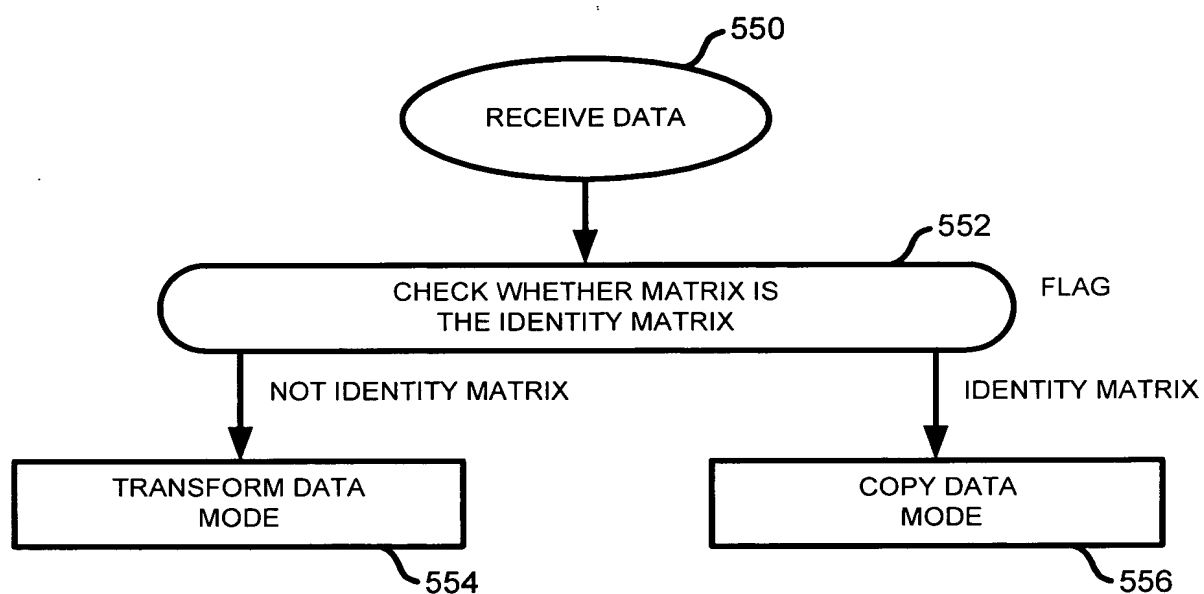 550
RECEIVE DATA
552
CHECK WHETHER MATRIX IS
THE IDENTITY MATRIX
FLAG
NOT IDENTITY MATRIX
IDENTITY MATRIX
TRANSFORM DATA
MODE
COPY DATA
MODE
554
556